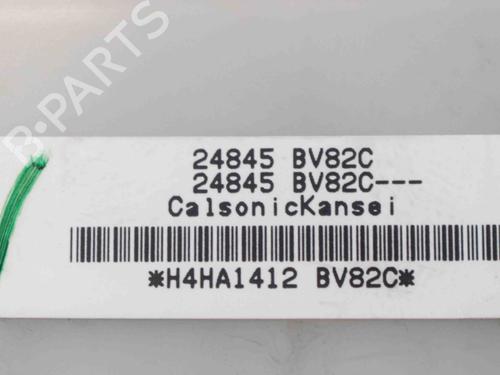 B-PARTS
24845 BV82C
24845 BV82C---
CalsonicKansei
*H4HA1412 BV82C*